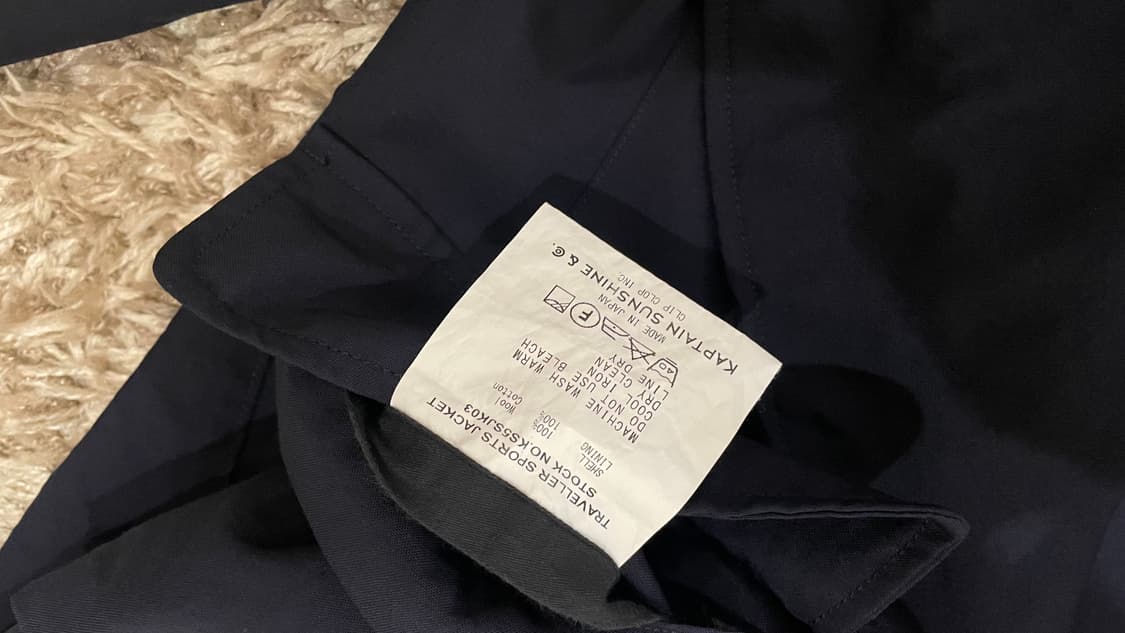 TRAVELLER SPORTS JACKET
STOCK NO.KS5SJK03
SHELL 100% Wool
LINING 100% Cotton
MACHINE WASH WARM
DO NOT USE BLEACH
COOL IRON
DRY CLEAN
LINE DRY
40 F
MADE IN JAPAN
KAPTAIN SUNSHINE & C.
CLIP CLOP INC.